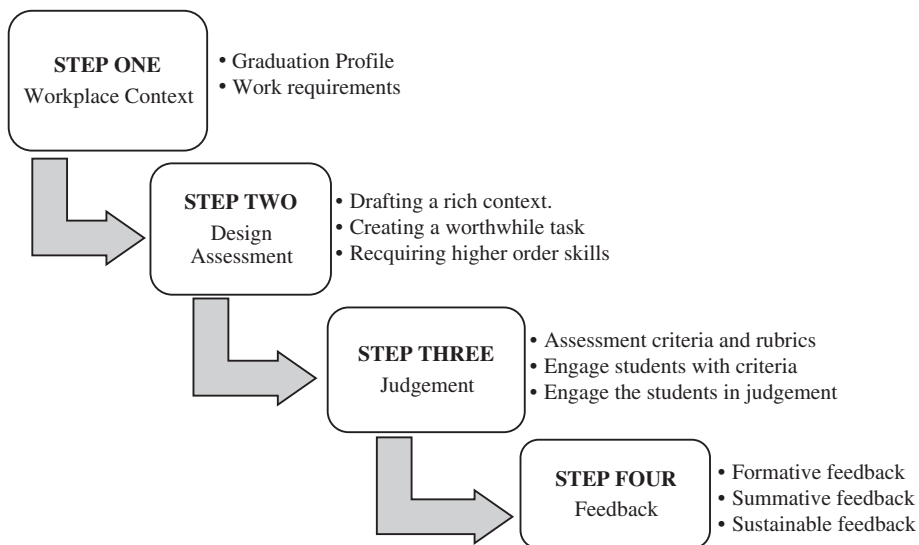 STEP ONE
Workplace Context
• Graduation Profile
• Work requirements
STEP TWO
Design
Assessment
• Drafting a rich context.
• Creating a worthwhile task
• Recquiring higher order skills
STEP THREE
Judgement
• Assessment criteria and rubrics
• Engage students with criteria
• Engage the students in judgement
STEP FOUR
Feedback
• Formative feedback
• Summative feedback
• Sustainable feedback